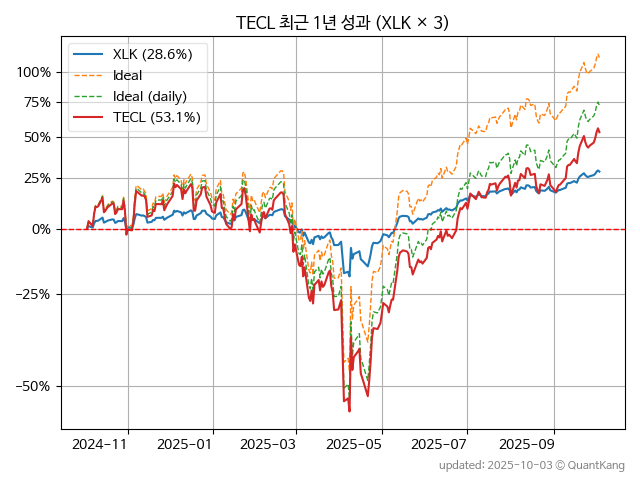 TECL 최근 1년 성과 (XLK × 3)
XLK (28.6%)
Ideal
Ideal (daily)
TECL (53.1%)
100%
75%
50%
25%
0%
−25%
−50%
2024-11
2025-01
2025-03
2025-05
2025-07
2025-09
updated: 2025-10-03 © QuantKang